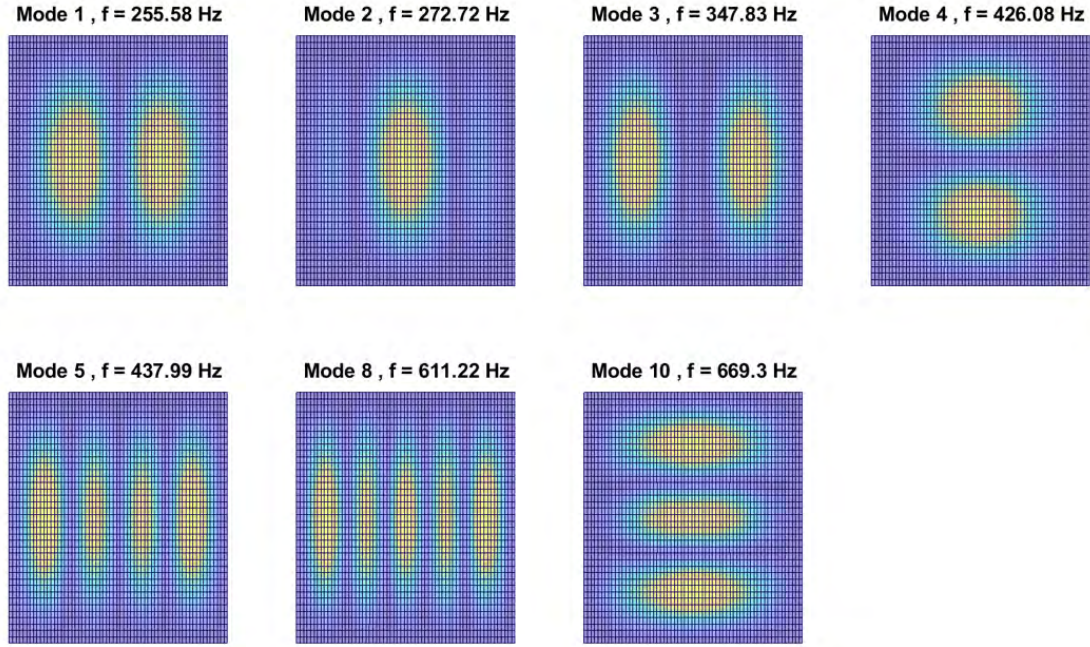 Mode 1 , f = 255.58 Hz
Mode 2 , f = 272.72 Hz
Mode 3 , f = 347.83 Hz
Mode 4 , f = 426.08 Hz
Mode 5 , f = 437.99 Hz
Mode 8 , f = 611.22 Hz
Mode 10 , f = 669.3 Hz